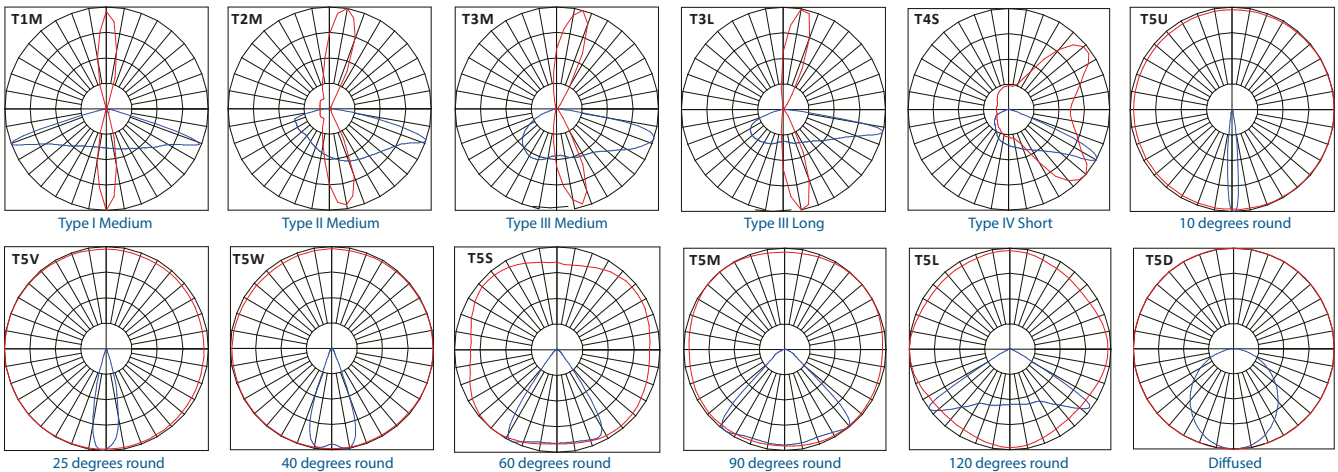 T1M
T2M
T3M
T3L
T4S
T5U
Type I Medium
Type II Medium
Type III Medium
Type III Long
Type IV Short
10 degrees round
T5V
T5W
T5S
T5M
T5L
T5D
25 degrees round
40 degrees round
60 degrees round
90 degrees round
120 degrees round
Diffused